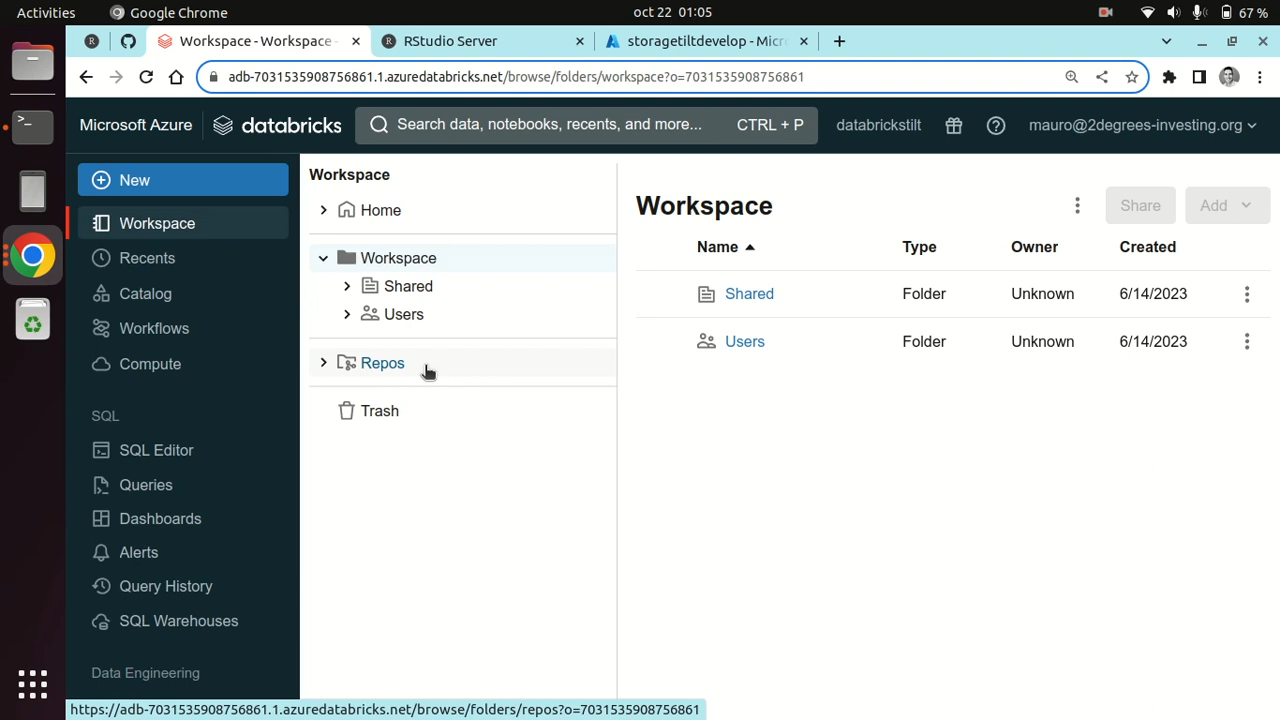 Activities
Google Chrome
oct 22 01:05
67 %
Workspace - Workspace -
RStudio Server
storagetiltdevelop - Micr
adb-7031535908756861.1.azuredatabricks.net/browse/folders/workspace?o=7031535908756861
Microsoft Azure
databricks
Search data, notebooks, recents, and more...
CTRL + P
databrickstilt
mauro@2degrees-investing.org
New
Workspace
Recents
Catalog
Workflows
Compute
SQL
SQL Editor
Queries
Dashboards
Alerts
Query History
SQL Warehouses
Data Engineering
Workspace
Home
Workspace
Shared
Users
Repos
Trash
Workspace
Share
Add
Name Type Owner Created
Shared Folder Unknown 6/14/2023
Users Folder Unknown 6/14/2023
https://adb-7031535908756861.1.azuredatabricks.net/browse/folders/repos?o=7031535908756861